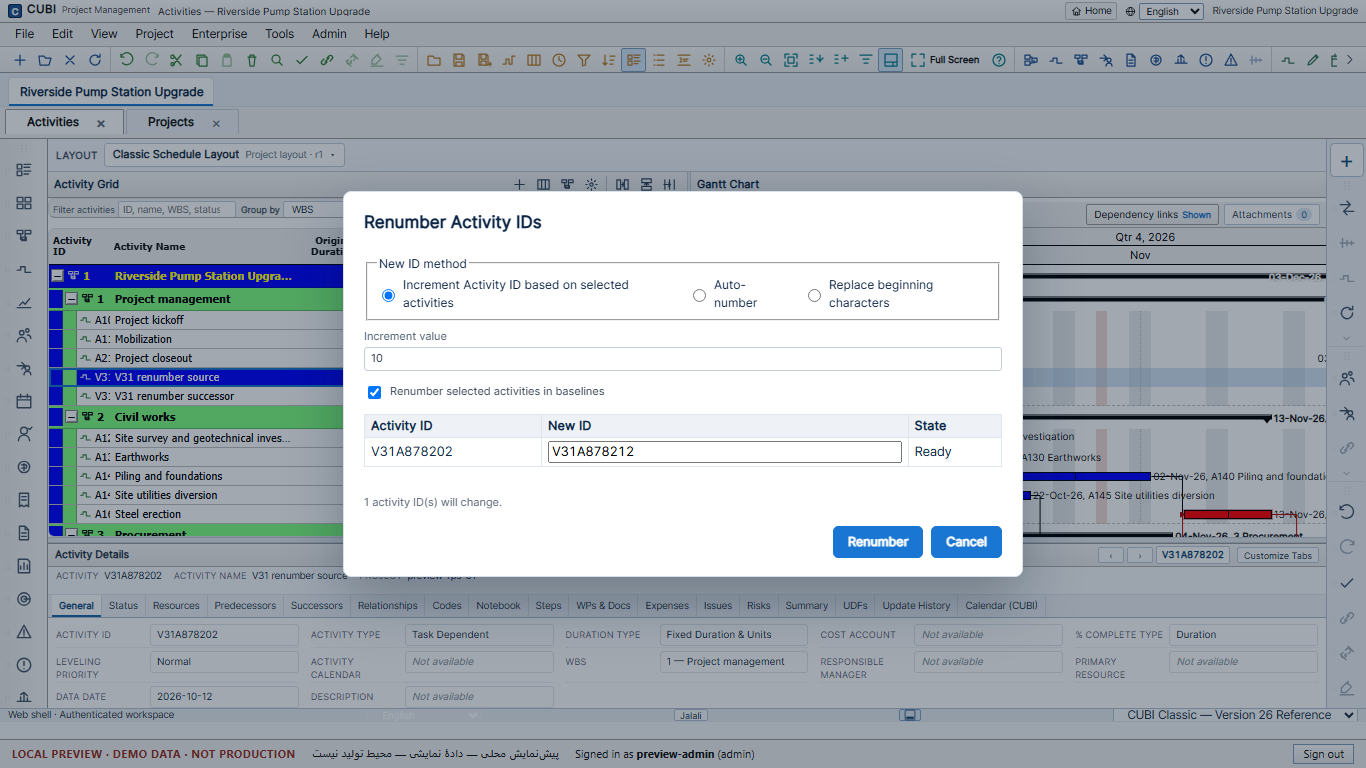 CUBI Project Management Activities — Riverside Pump Station Upgrade Home English Riverside Pump Station Upgrade
File Edit View Project Enterprise Tools Admin Help
Full Screen
Riverside Pump Station Upgrade
Activities × Projects ×
LAYOUT Classic Schedule Layout Project layout · r1
Activity Grid Gantt Chart
Filter activities ID, name, WBS, status Group by WBS Dependency links Shown Attachments 0
Activity ID Activity Name Qtr 4, 2026
Nov
1 Riverside Pump Station Upgra... 03-Dec-26
1 Project management
Project kickoff
Mobilization
Project closeout
V31 renumber source
V31 renumber successor
2 Civil works 13-Nov-26,
Site survey and geotechnical inves...
Earthworks A130 Earthworks
Piling and foundations 02-Nov-26, A140 Piling and foundation
Site utilities diversion 22-Oct-26, A145 Site utilities diversion
Steel erection 13-Nov-26,
3 Procurement 04-Nov-26, 3 Procurement
Renumber Activity IDs
New ID method
Increment Activity ID based on selected activities Auto-number Replace beginning characters
Increment value
10
Renumber selected activities in baselines
Activity ID New ID State
V31A878202 V31A878212 Ready
1 activity ID(s) will change.
Renumber Cancel
Activity Details V31A878202 Customize Tabs
ACTIVITY V31A878202 ACTIVITY NAME V31 renumber source
General Status Resources Predecessors Successors Relationships Codes Notebook Steps WPs & Docs Expenses Issues Risks Summary UDFs Update History Calendar (CUBI)
ACTIVITY ID V31A878202 ACTIVITY TYPE Task Dependent DURATION TYPE Fixed Duration & Units COST ACCOUNT Not available % COMPLETE TYPE Duration
LEVELING PRIORITY Normal ACTIVITY CALENDAR Not available WBS 1 — Project management RESPONSIBLE MANAGER Not available PRIMARY RESOURCE Not available
DATA DATE 2026-10-12 DESCRIPTION Not available
Web shell · Authenticated workspace English Jalali CUBI Classic — Version 26 Reference
LOCAL PREVIEW · DEMO DATA · NOT PRODUCTION پیش‌نمایش محلی — دادهٔ نمایشی — محیط تولید نیست Signed in as preview-admin (admin) Sign out